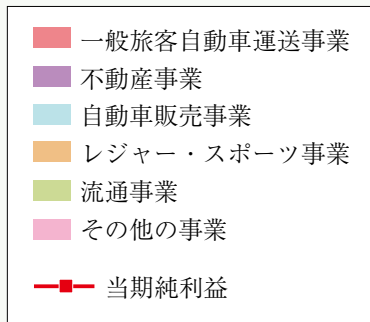 一般旅客自動車運送事業
不動産事業
自動車販売事業
レジャー・スポーツ事業
流通事業
その他の事業
当期純利益